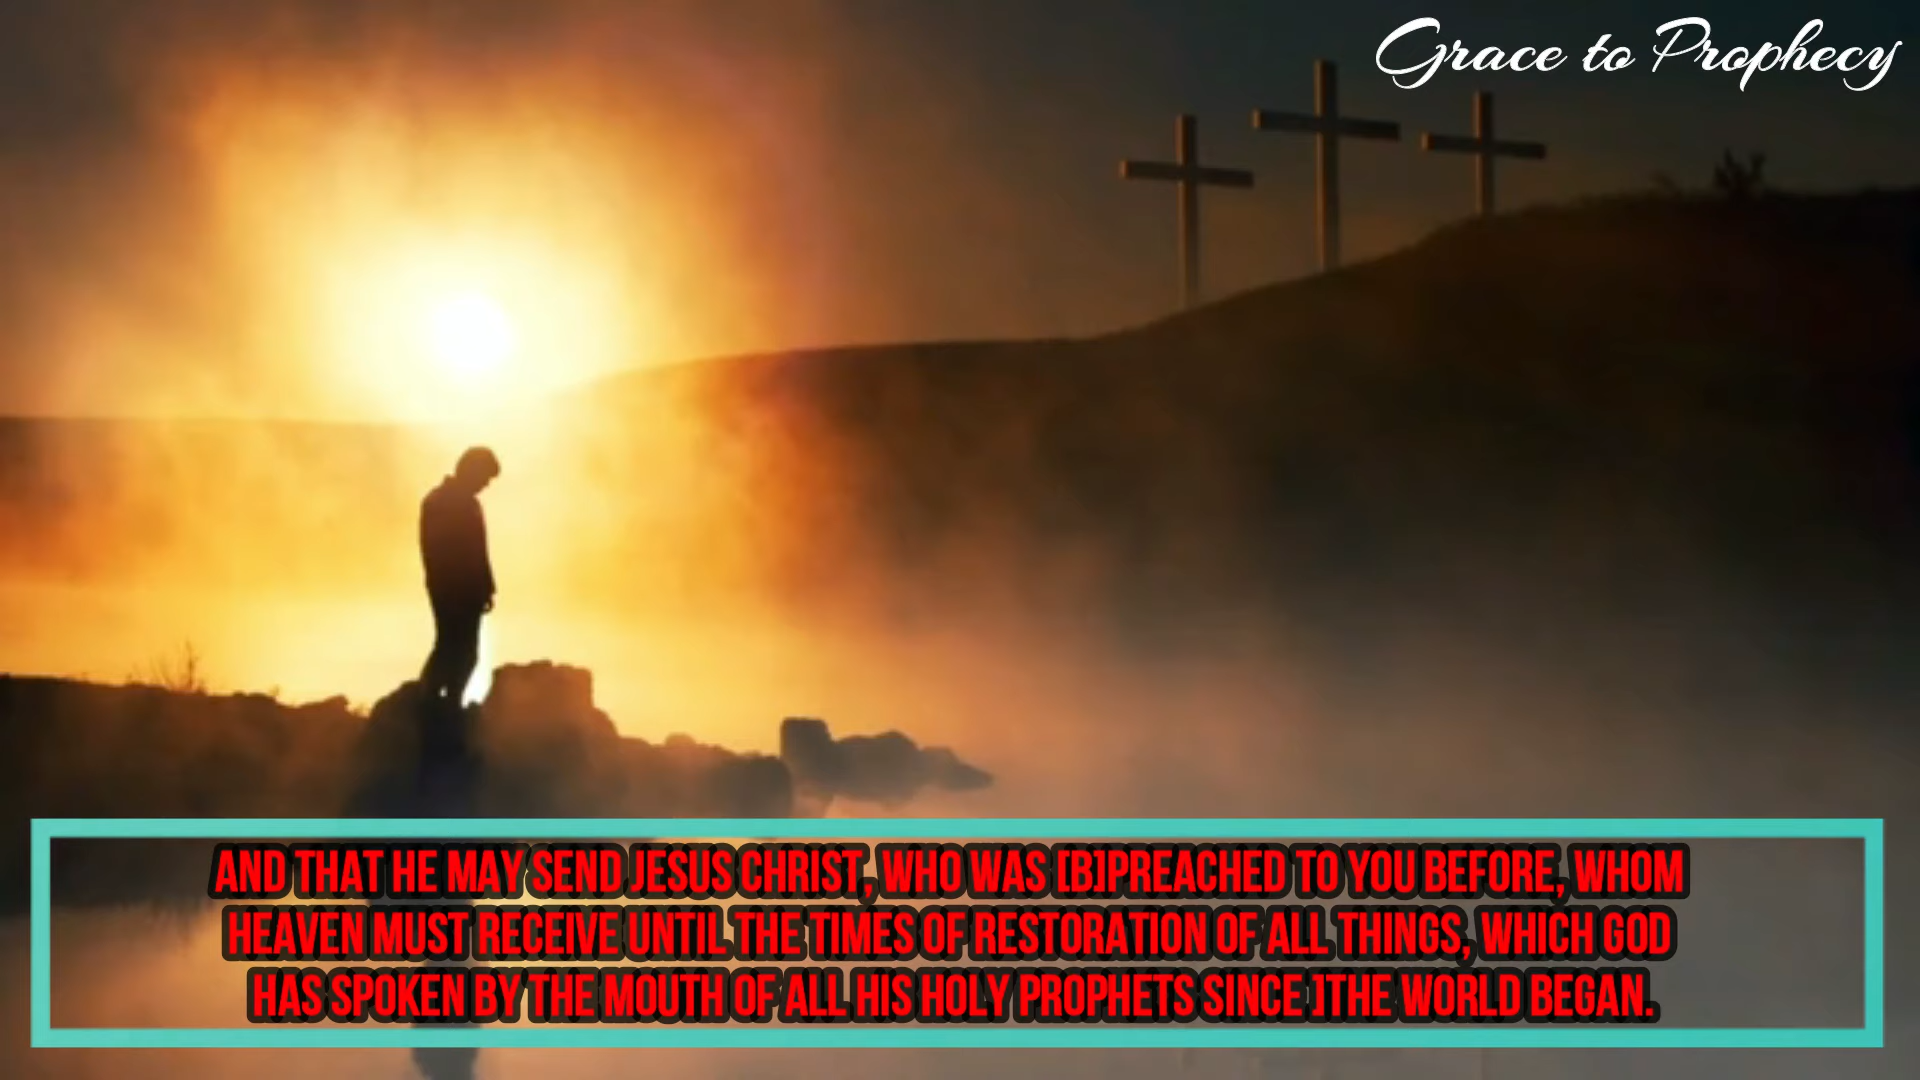 Grace to Prophecy
AND THAT HE MAY SEND JESUS CHRIST, WHO WAS [B]PREACHED TO YOU BEFORE, WHOM
HEAVEN MUST RECEIVE UNTIL THE TIMES OF RESTORATION OF ALL THINGS, WHICH GOD
HAS SPOKEN BY THE MOUTH OF ALL HIS HOLY PROPHETS SINCE ]THE WORLD BEGAN.